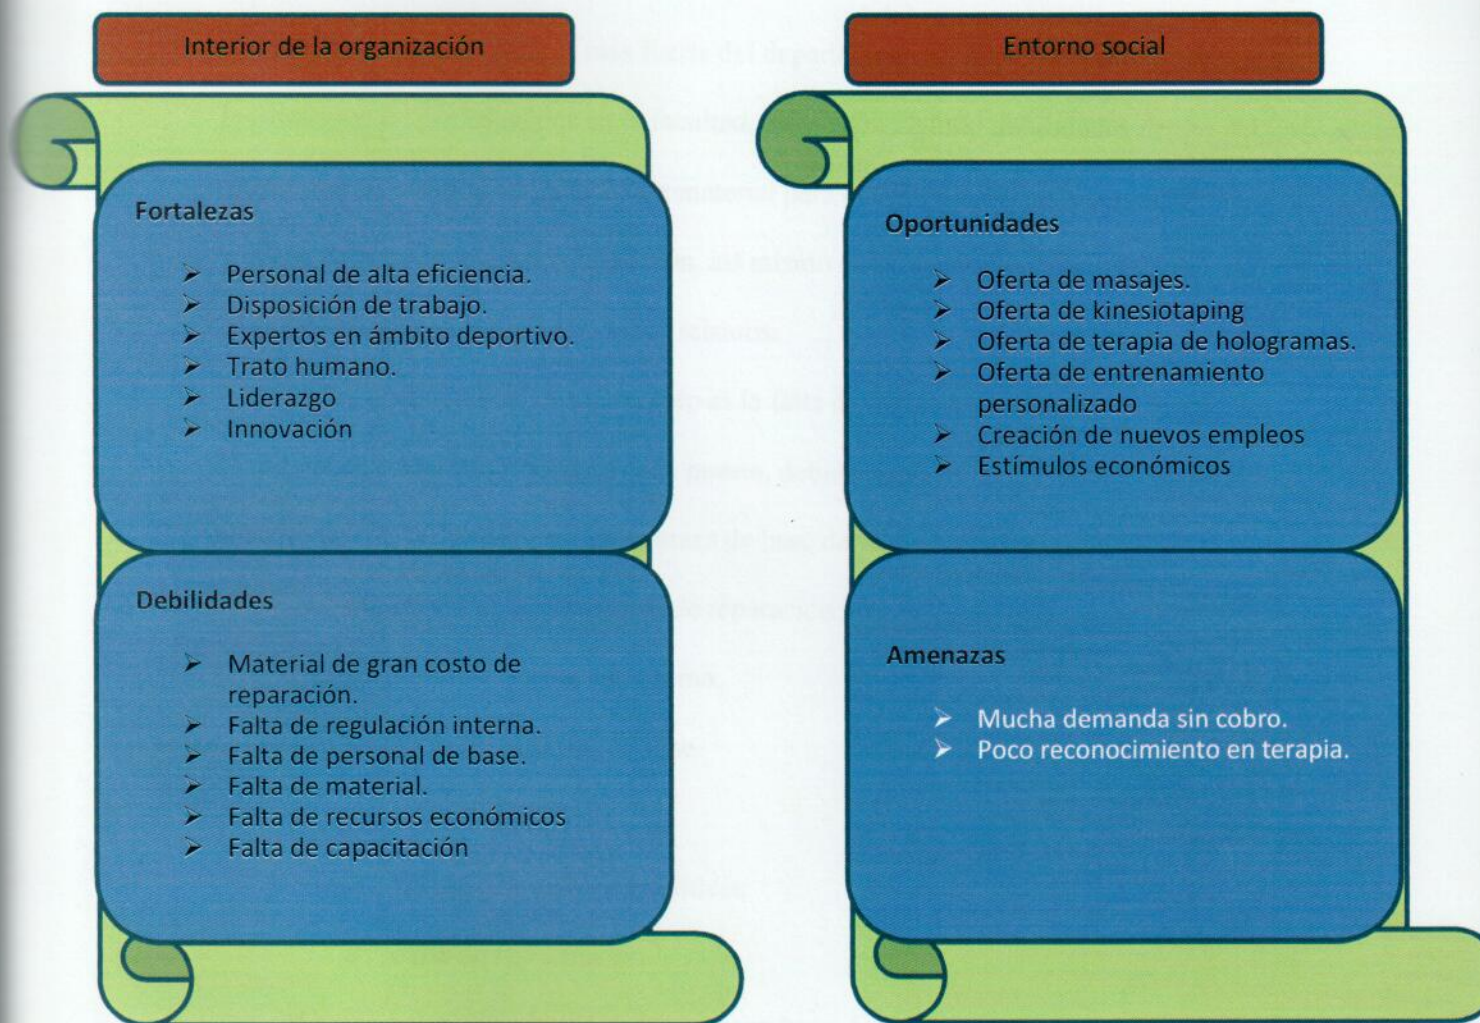 Interior de la organización
Fortalezas
➢ Personal de alta eficiencia.
➢ Disposición de trabajo.
➢ Expertos en ámbito deportivo.
➢ Trato humano.
➢ Liderazgo
➢ Innovación
Debilidades
➢ Material de gran costo de
reparación.
➢ Falta de regulación interna.
➢ Falta de personal de base.
➢ Falta de material.
➢ Falta de recursos económicos
➢ Falta de capacitación
Entorno social
Oportunidades
➢ Oferta de masajes.
➢ Oferta de kinesiotaping
➢ Oferta de terapia de hologramas.
➢ Oferta de entrenamiento
personalizado
➢ Creación de nuevos empleos
➢ Estímulos económicos
Amenazas
➢ Mucha demanda sin cobro.
➢ Poco reconocimiento en terapia.